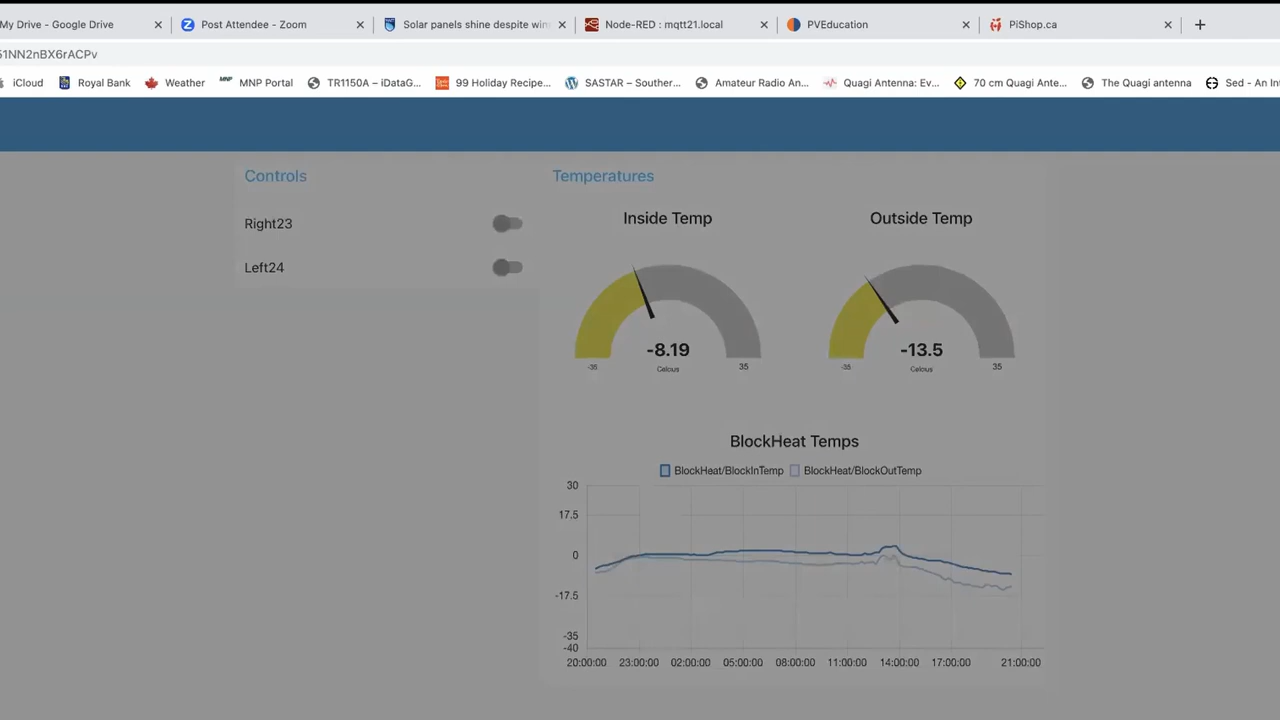 My Drive - Google Drive
Post Attendee - Zoom
Solar panels shine despite win
Node-RED : mqtt21.local
PVEducation
PiShop.ca
51NN2nBX6rACPv
iCloud
Royal Bank
Weather
MNP
MNP Portal
TR1150A – iDataG...
99 Holiday Recipe...
SASTAR – Souther...
Amateur Radio An...
Quagi Antenna: Ev...
70 cm Quagi Ante...
The Quagi antenna
Sed - An Int
Controls
Temperatures
Right23
Left24
Inside Temp
Outside Temp
-8.19
Celous
-35
35
-13.5
Celous
-35
35
BlockHeat Temps
BlockHeat/BlockInTemp BlockHeat/BlockOutTemp
30
17.5
0
-17.5
-35
-40
20:00:00 23:00:00 02:00:00 05:00:00 08:00:00 11:00:00 14:00:00 17:00:00 21:00:00